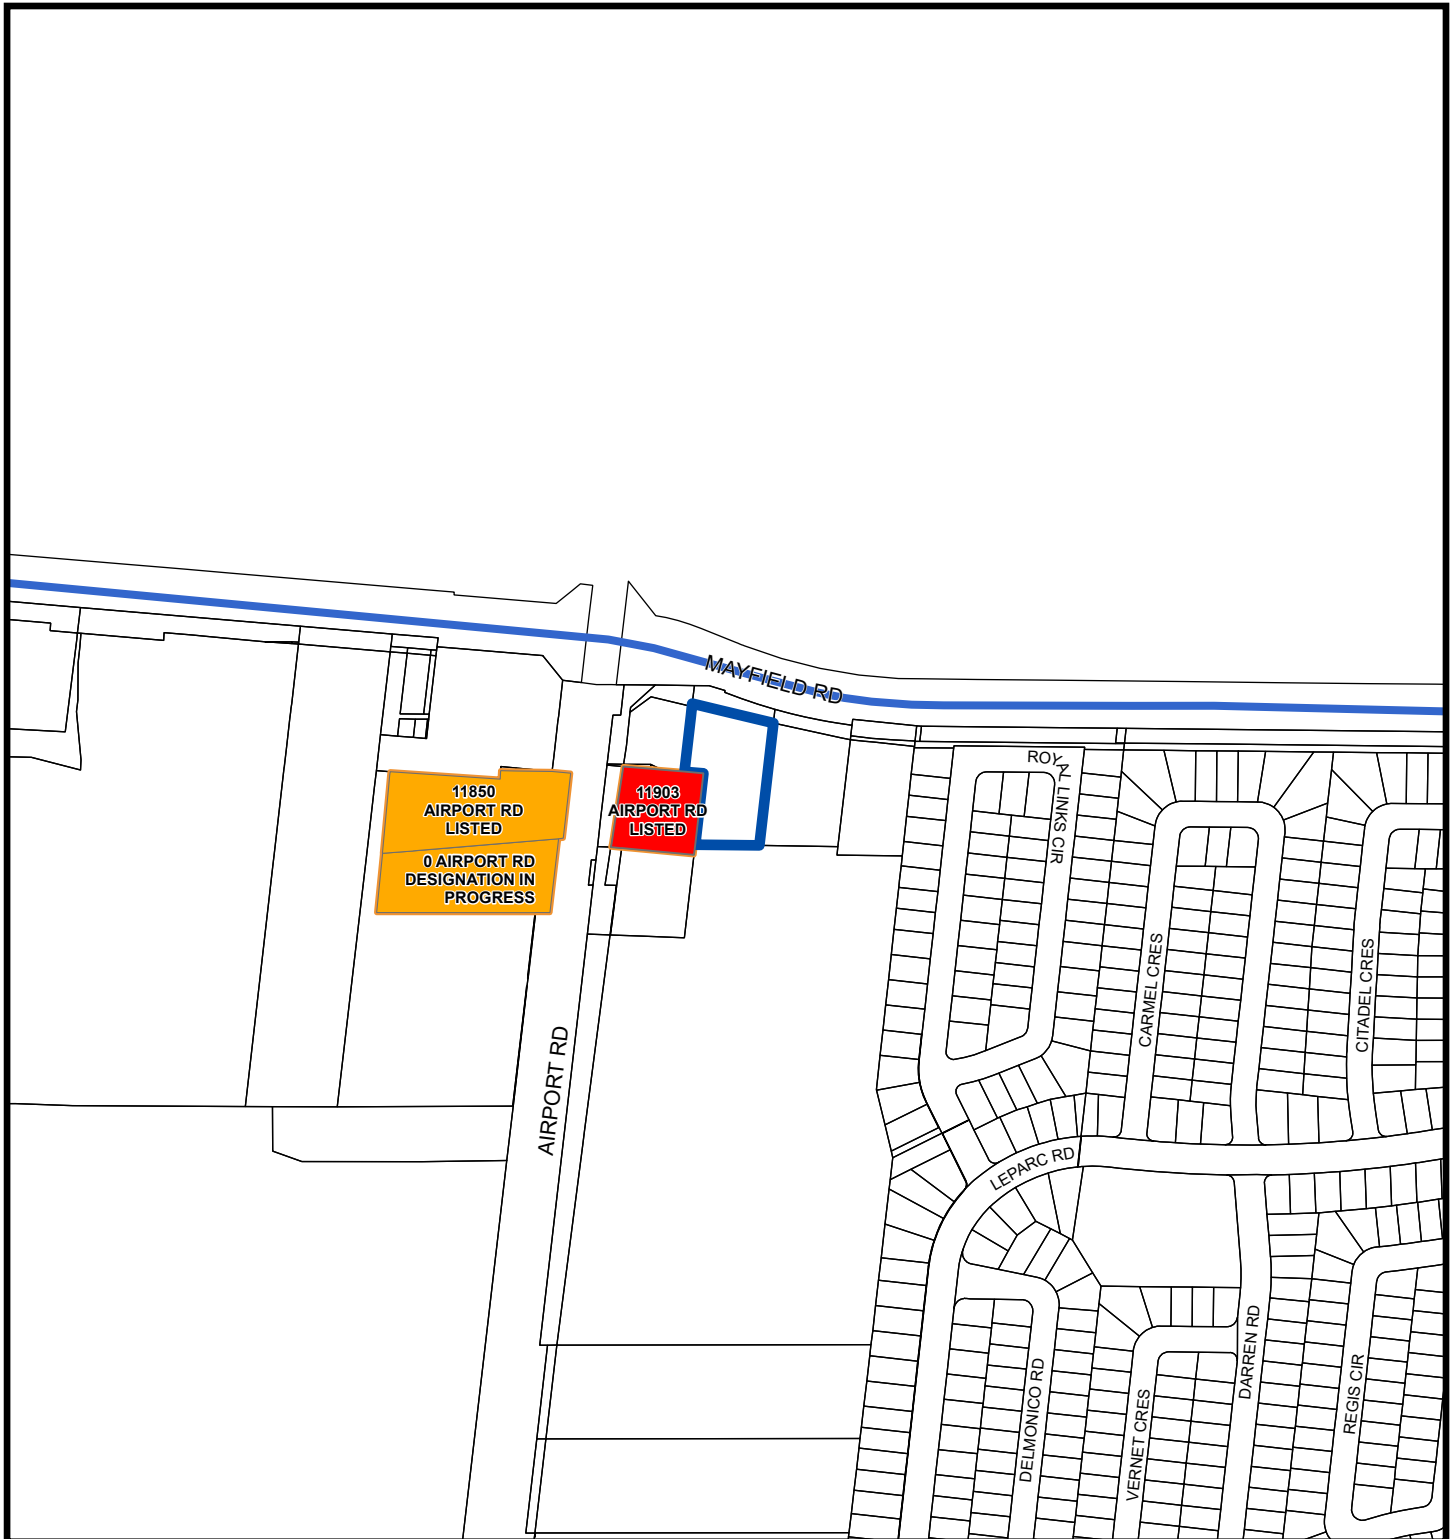 MAYFIELD RD
ROYAL LINKS CIR
11850
AIRPORT RD
LISTED
11903
AIRPORT RD
LISTED
0 AIRPORT RD
DESIGNATION IN
PROGRESS
CARMEL CRES
CITADEL CRES
AIRPORT RD
LEPARC RD
DARREN RD
DELMONICO RD
VERNET CRES
REGIS CIR